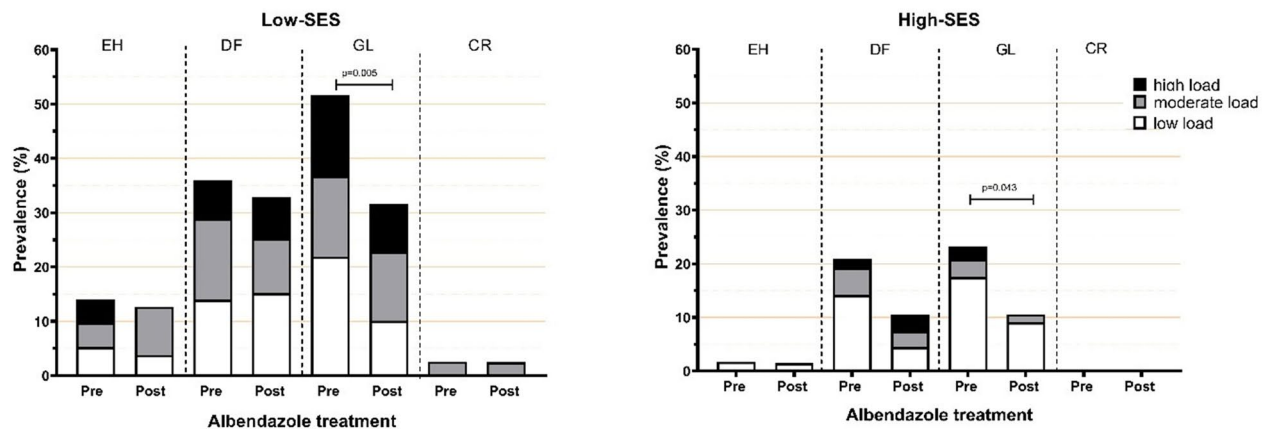 Low-SES
EH DF GL CR
p=0.005
60
50
40
30
20
10
0
Prevalence (%)
Pre Post Pre Post Pre Post Pre Post
Albendazole treatment
High-SES
EH DF GL CR
p=0.043
60
50
40
30
20
10
0
Prevalence (%)
Pre Post Pre Post Pre Post Pre Post
Albendazole treatment
high load
moderate load
low load